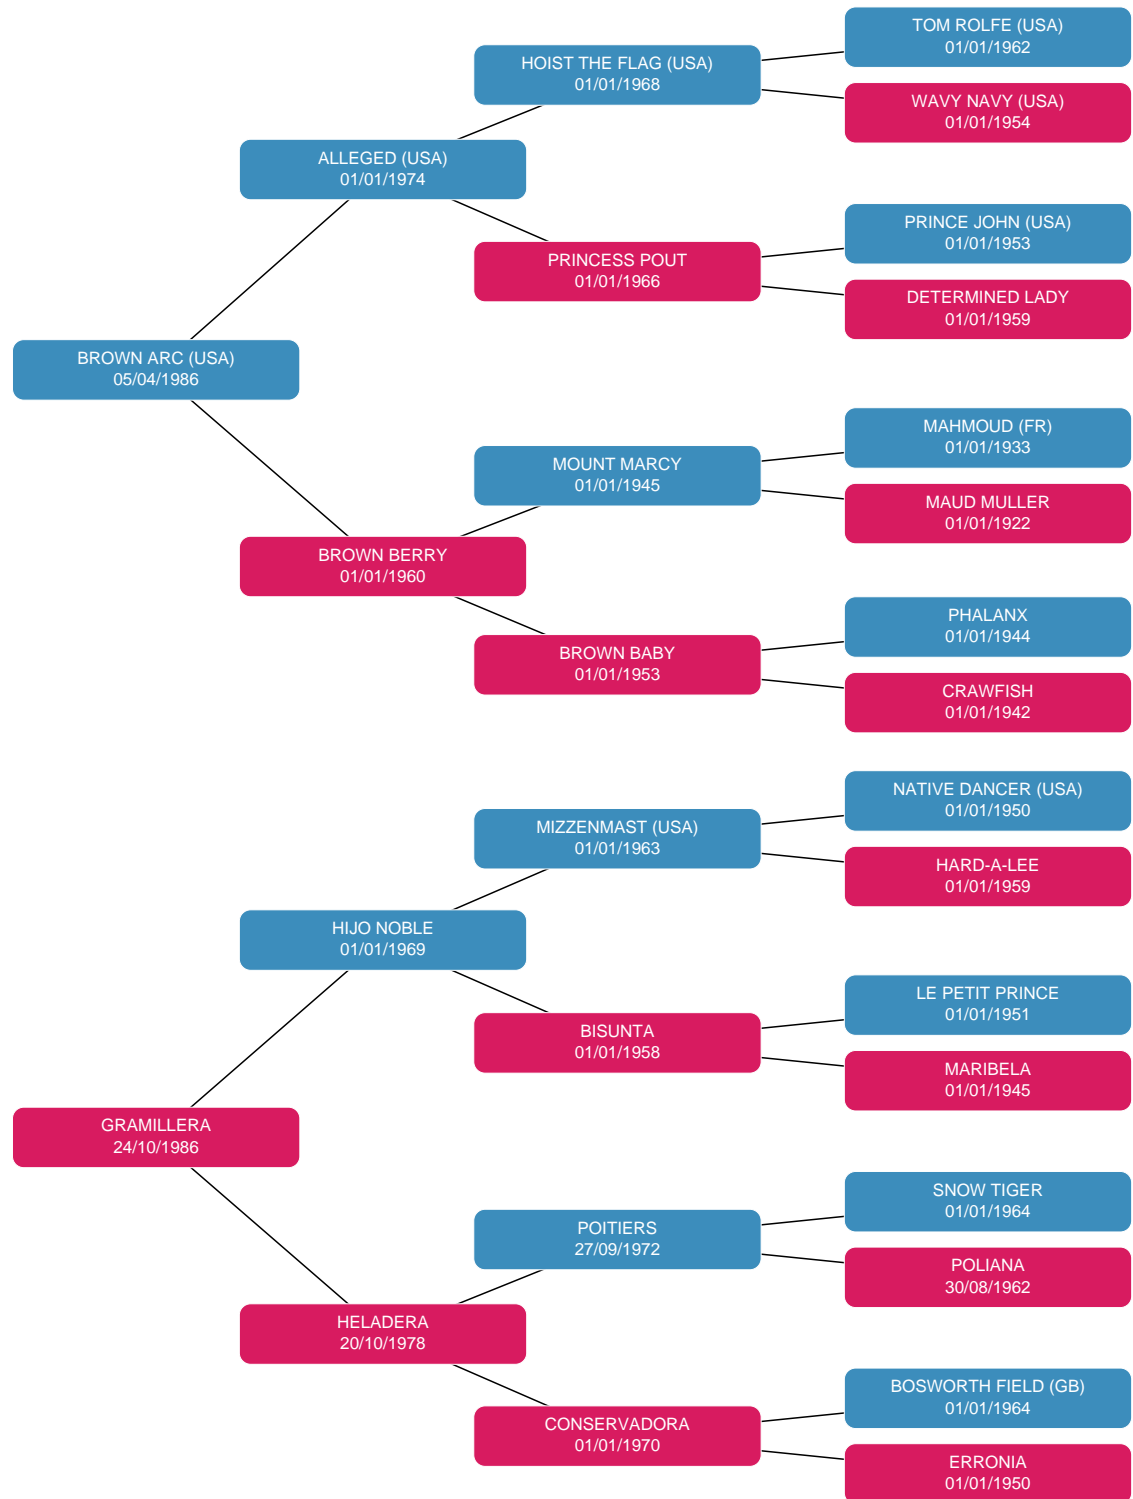 TOM ROLFE (USA)
01/01/1962
HOIST THE FLAG (USA)
01/01/1968
WAVY NAVY (USA)
01/01/1954
ALLEGED (USA)
01/01/1974
PRINCE JOHN (USA)
01/01/1953
PRINCESS POUT
01/01/1966
DETERMINED LADY
01/01/1959
BROWN ARC (USA)
05/04/1986
MAHMOUD (FR)
01/01/1933
MOUNT MARCY
01/01/1945
MAUD MULLER
01/01/1922
BROWN BERRY
01/01/1960
PHALANX
01/01/1944
BROWN BABY
01/01/1953
CRAWFISH
01/01/1942
NATIVE DANCER (USA)
01/01/1950
MIZZENMAST (USA)
01/01/1963
HARD-A-LEE
01/01/1959
HIJO NOBLE
01/01/1969
LE PETIT PRINCE
01/01/1951
BISUNTA
01/01/1958
MARIBELA
01/01/1945
GRAMILLERA
24/10/1986
SNOW TIGER
01/01/1964
POITIERS
27/09/1972
POLIANA
30/08/1962
HELADERA
20/10/1978
BOSWORTH FIELD (GB)
01/01/1964
CONSERVADORA
01/01/1970
ERRONIA
01/01/1950